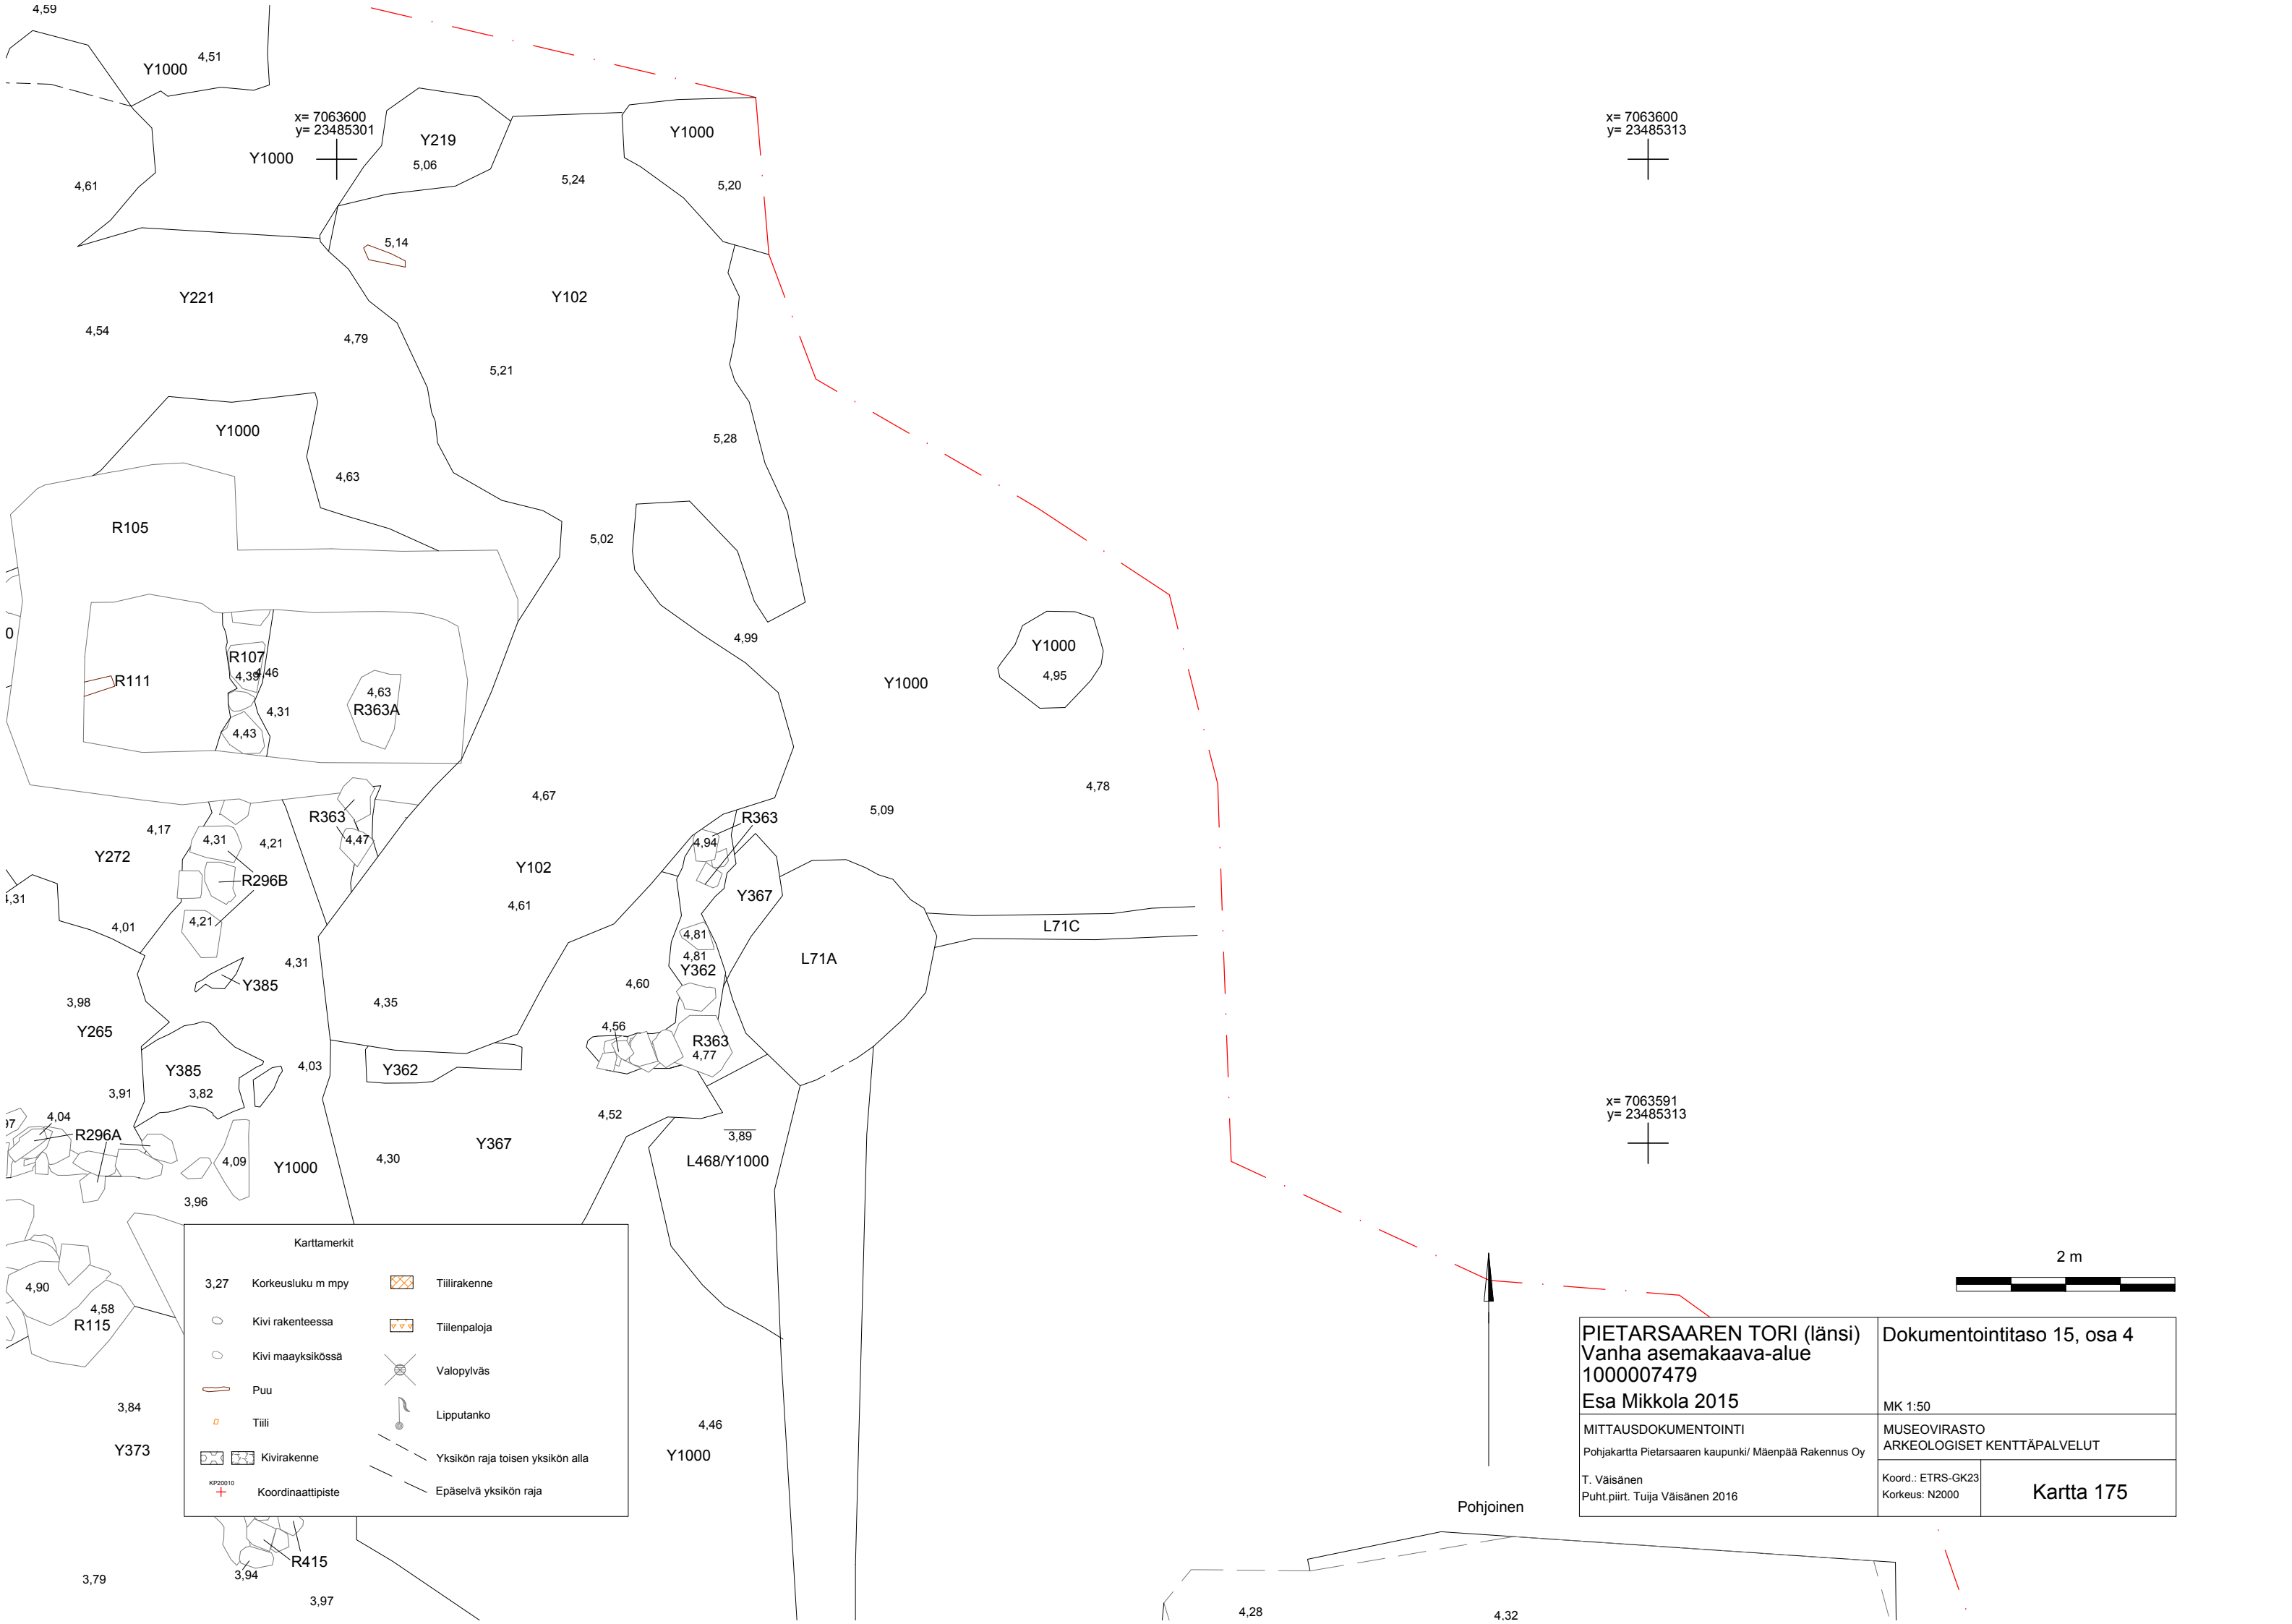 4,59
Y1000
4,51
x= 7063600
y= 23485301
Y1000
Y219
5,06
Y1000
5,24
5,20
x= 7063600
y= 23485313
4,61
5,14
Y221
Y102
4,54
4,79
5,21
Y1000
5,28
4,63
R105
5,02
0
4,99
Y1000
4,95
R107
4,39
4,46
R111
4,63
R363A
Y1000
4,31
4,43
4,67
4,78
5,09
R363
R363
4,17
4,31
4,21
4,47
4,94
Y272
Y102
R296B
Y367
4,31
4,61
4,21
4,01
L71C
4,81
4,81
4,31
L71A
Y362
Y385
4,60
3,98
4,35
Y265
4,56
R363
4,77
4,03
Y385
Y362
3,91
3,82
x= 7063591
y= 23485313
97
4,04
4,52
R296A
3,89
Y367
4,09
Y1000
4,30
L468/Y1000
3,96
4,90
4,58
R115
3,84
Y373
4,46
Y1000
Karttamerkit
3,27 Korkeusluku m mpy
Kivi rakenteessa
Kivi maayksikössä
Puu
Tiili
Kivirakenne
KP20010
Koordinaattipiste
Tiilirakenne
Tiilenpaloja
Valopylväs
Lipputanko
Yksikön raja toisen yksikön alla
Epäselvä yksikön raja
R415
3,94
3,79
3,97
2 m
Pohjoinen
PIETARSAAREN TORI (länsi)
Vanha asemakaava-alue
1000007479
Esa Mikkola 2015
Dokumentointitaso 15, osa 4
MK 1:50
MITTAUSDOKUMENTOINTI
Pohjakartta Pietarsaaren kaupunki/ Mäenpää Rakennus Oy
T. Väisänen
Puht.piirt. Tuija Väisänen 2016
MUSEOVIRASTO
ARKEOLOGISET KENTTÄPALVELUT
Koord.: ETRS-GK23
Korkeus: N2000
Kartta 175
4,28
4,32